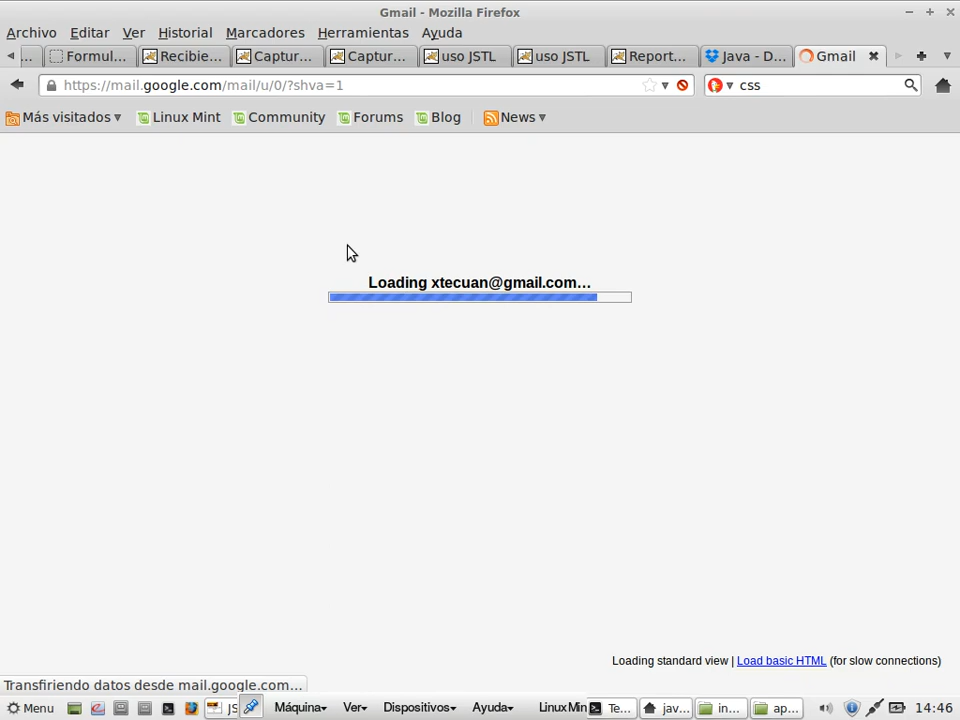 Gmail - Mozilla Firefox
Archivo Editar Ver Historial Marcadores Herramientas Ayuda
... Formul... Recibie... Captur... Captur... uso JSTL uso JSTL Report... Java - D... Gmail
https://mail.google.com/mail/u/0/?shva=1 css
Más visitados Linux Mint Community Forums Blog News
Loading xtecuan@gmail.com...
Loading standard view | Load basic HTML (for slow connections)
Transfiriendo datos desde mail.google.com...
Menu JS Máquina Ver Dispositivos Ayuda LinuxMin Te... jav... in... ap... 14:46